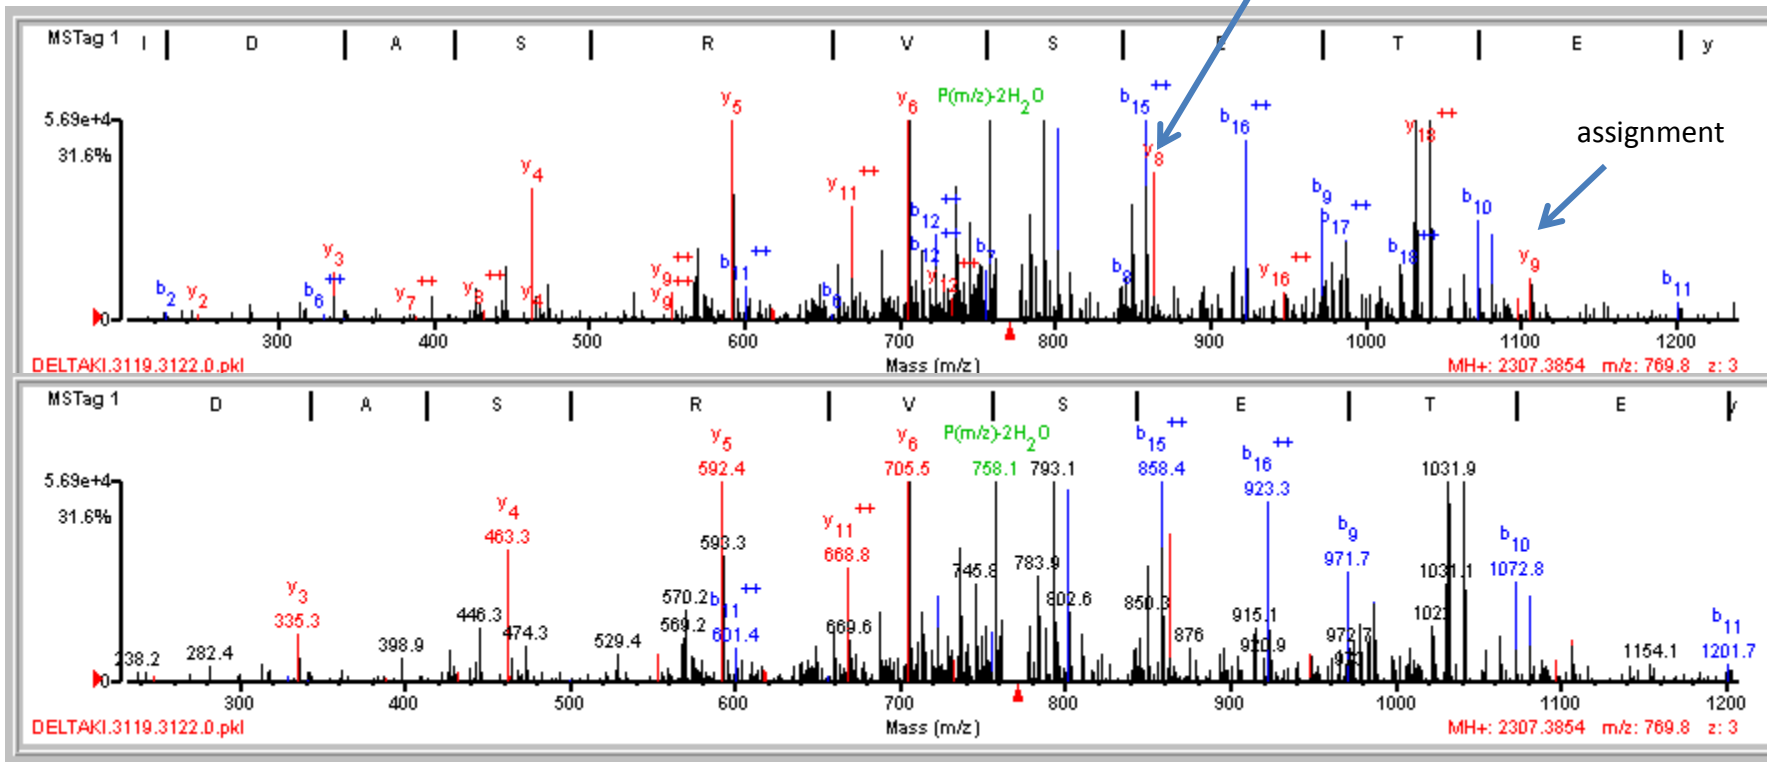 MSTag 1 I D A S R V S E T E y
5.69e+4
31.6%
0
b2 y2 b6++ y3 y7++ y8++ y4 y4 y9++ y9 y5 b11++ b6 y11++ y6 b12++ b12++ y12++ b7 P(m/z)-2H2O b8 b15++ y8 b16++ y16++ b9 b17++ b18++ y18++ b10 y9 b11
assignment
300 400 500 600 700 800 900 1000 1100 1200
DELTAKI.3119.3122.0.pkl Mass (m/z) MH+: 2307.3854 m/z: 769.8 z: 3
MSTag 1 D A S R V S E T E y
5.69e+4
31.6%
0
238.2 282.4 y3 335.3 398.9 446.3 y4 463.3 474.3 529.4 569.2 570.2 y5 592.4 593.3 b11++ 601.4 y11++ 668.8 669.6 y6 705.5 745.8 P(m/z)-2H2O 758.1 783.9 793.1 802.6 850.3 b15++ 858.4 876 915.1 920.9 b16++ 923.3 b9 971.7 972.7 1031.1 1031.9 b10 1072.8 1154.1 b11 1201.7
300 400 500 600 700 800 900 1000 1100 1200
DELTAKI.3119.3122.0.pkl Mass (m/z) MH+: 2307.3854 m/z: 769.8 z: 3